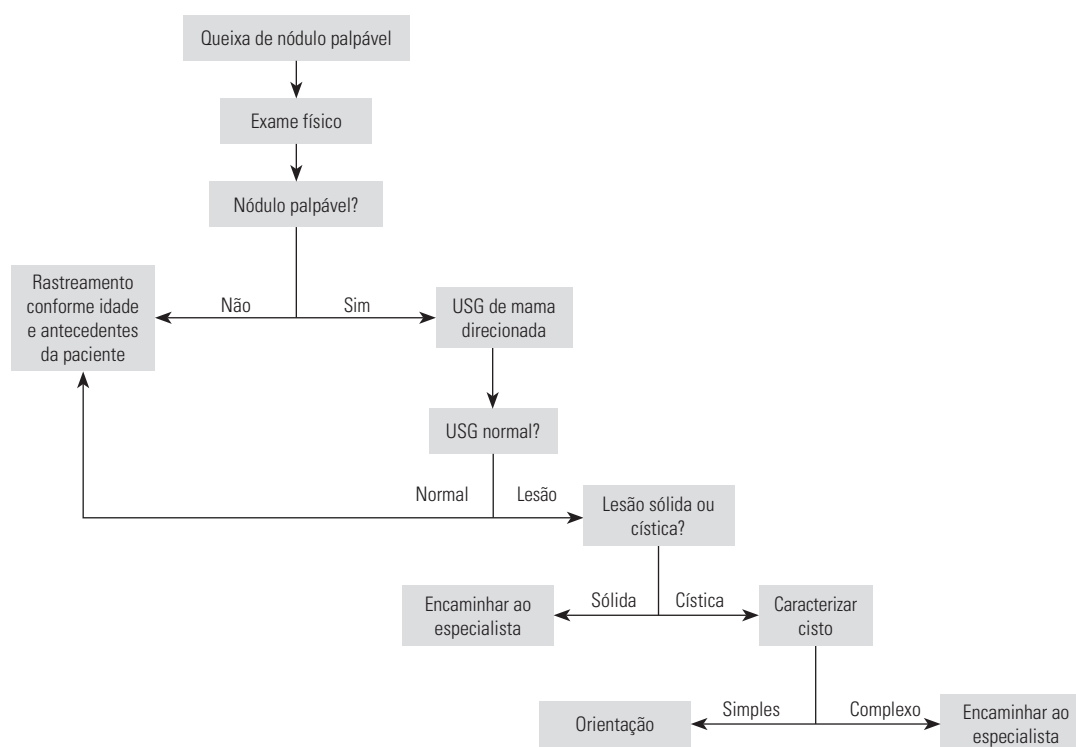 Queixa de nódulo palpável
Exame físico
Nódulo palpável?
Rastreamento
conforme idade
e antecedentes
da paciente
Não
Sim
USG de mama
direcionada
USG normal?
Normal
Lesão
Lesão sólida ou
cística?
Encaminhar ao
especialista
Sólida
Cística
Caracterizar
cisto
Orientação
Simples
Complexo
Encaminhar ao
especialista